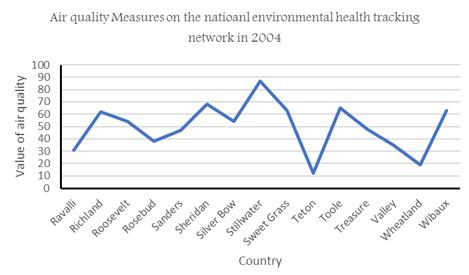 Air quality Measures on the natioanl environmental health tracking
network in 2004
100
90
80
70
60
50
40
30
20
10
0
Value of air quality
Ravalli
Richland
Roosevelt
Rosebud
Sanders
Sheridan
Silver Bow
Stillwater
Sweet Grass
Teton
Toole
Treasure
Valley
Wheatland
Wibaux
Country